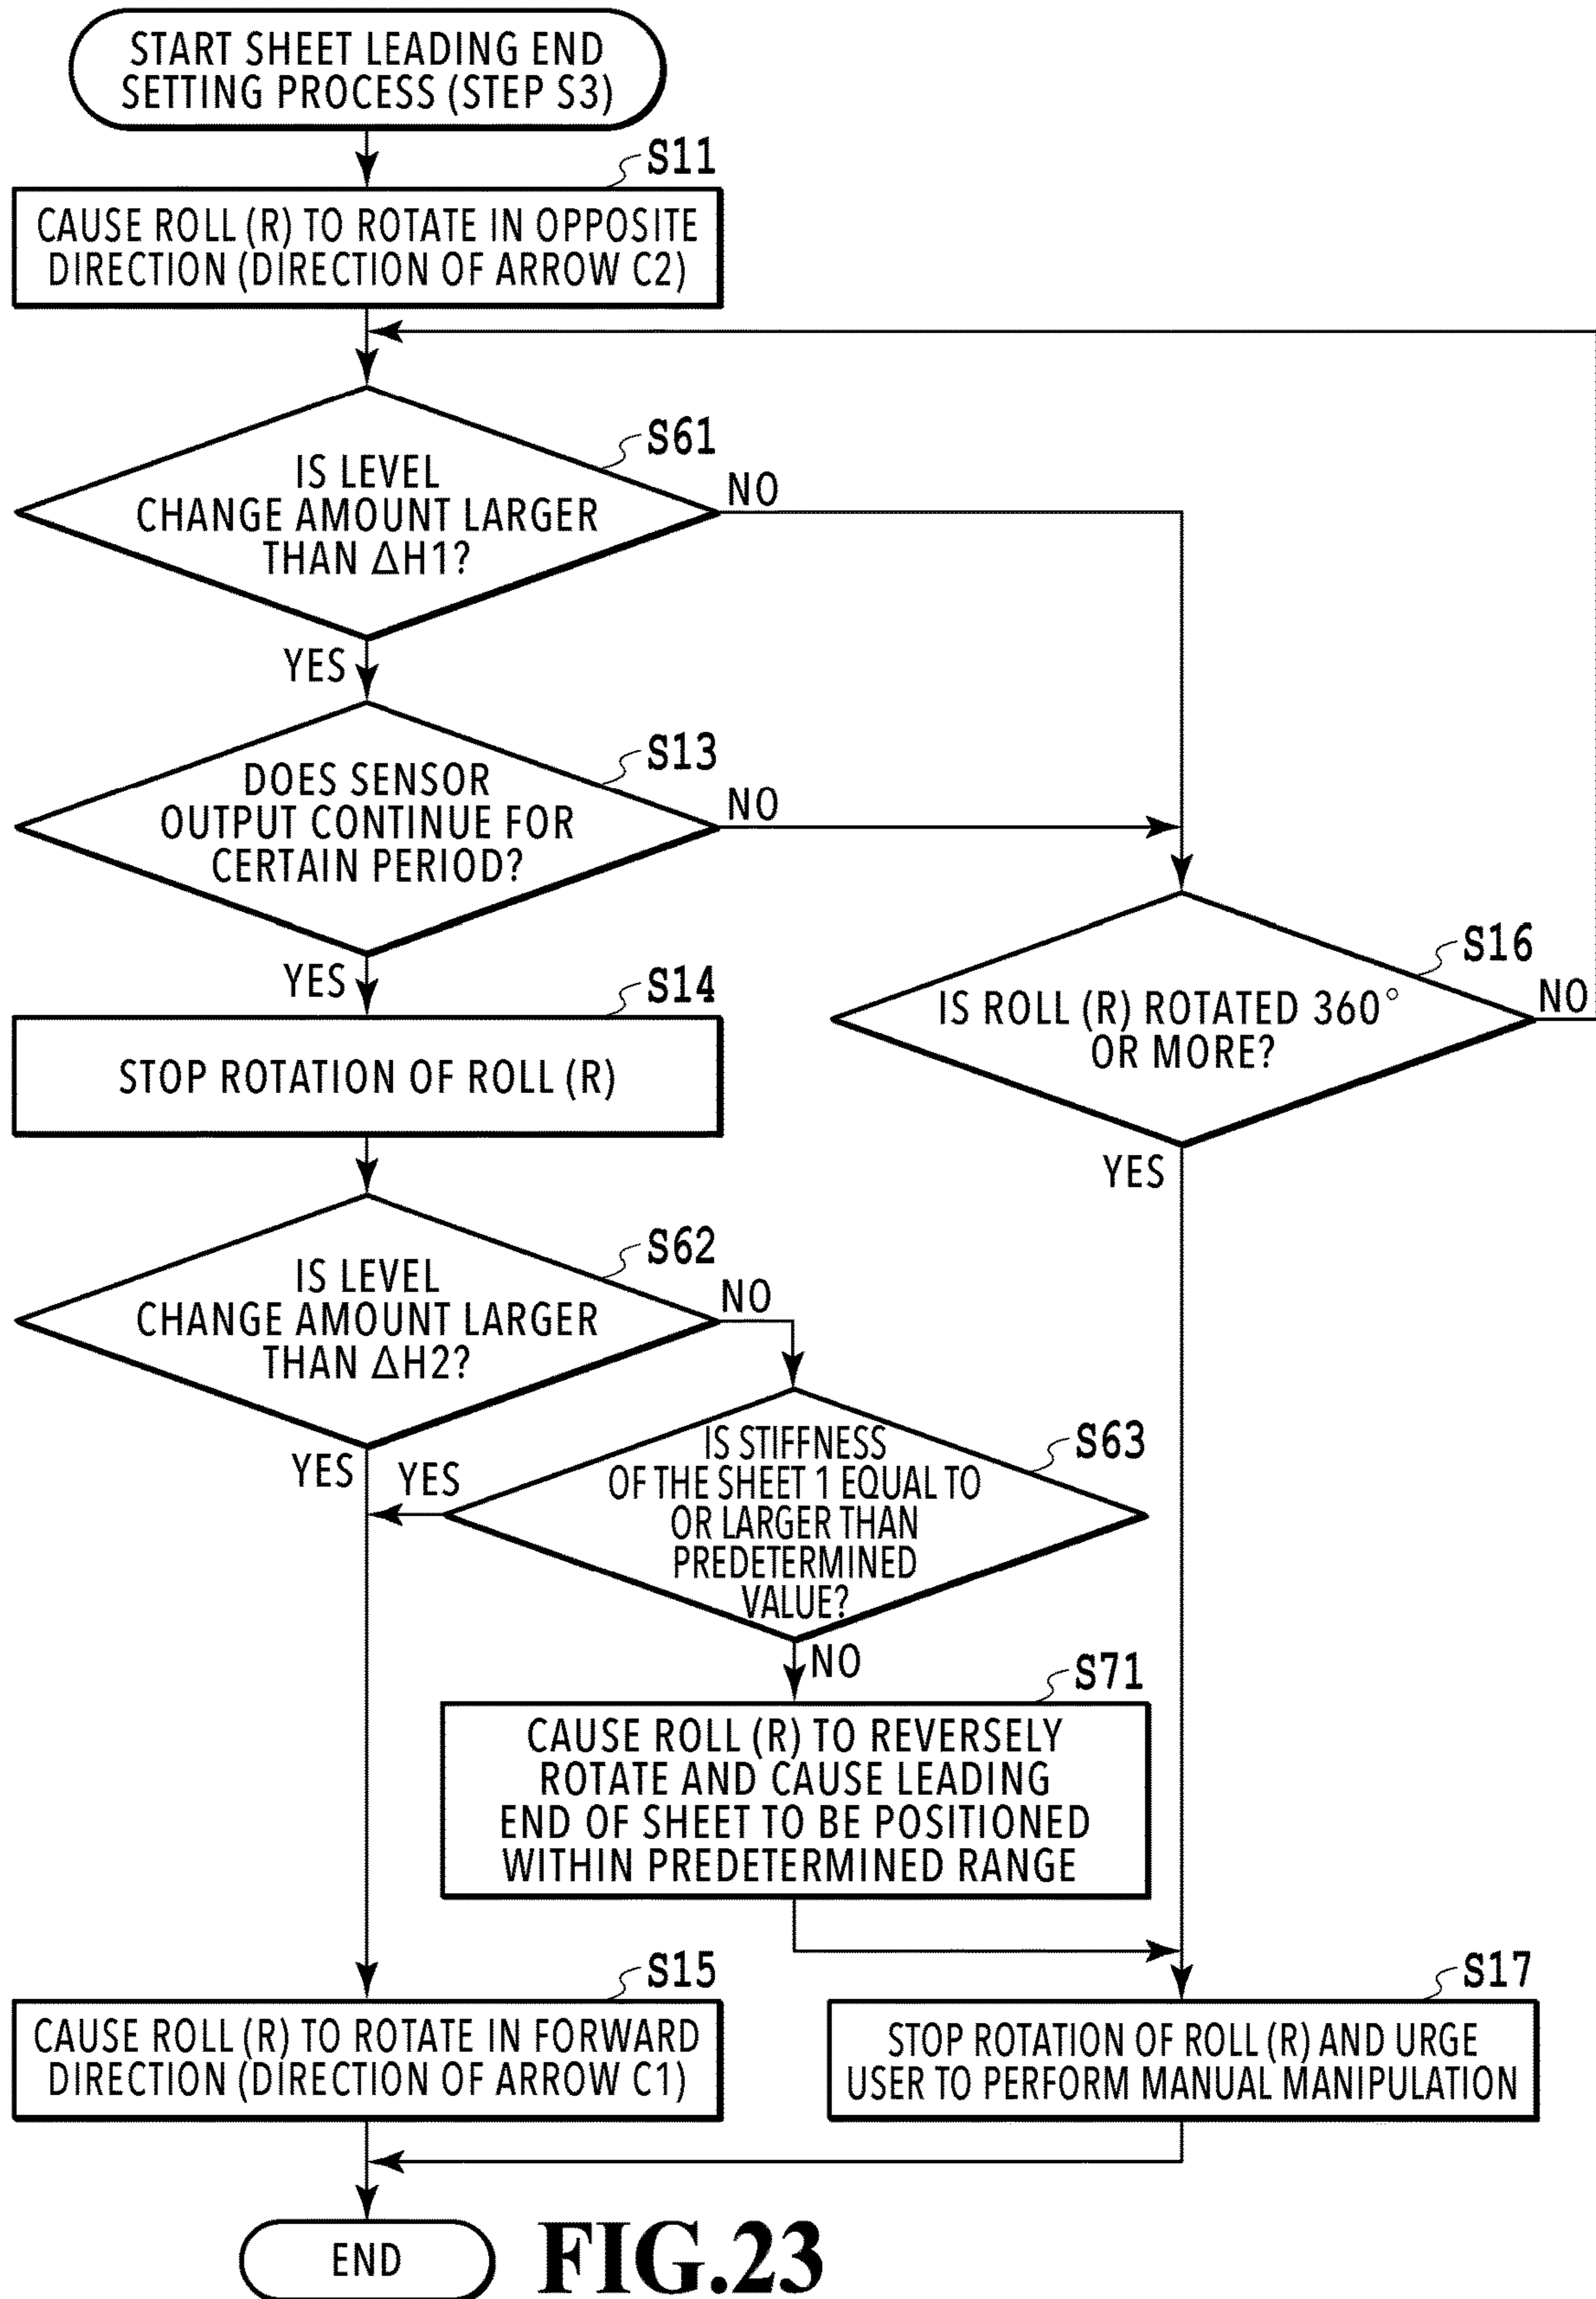 START SHEET LEADING END
SETTING PROCESS (STEP S3)
S11
CAUSE ROLL (R) TO ROTATE IN OPPOSITE
DIRECTION (DIRECTION OF ARROW C2)
S61
IS LEVEL
CHANGE AMOUNT LARGER
THAN ΔH1?
NO
YES
S13
DOES SENSOR
OUTPUT CONTINUE FOR
CERTAIN PERIOD?
NO
YES
S16
IS ROLL (R) ROTATED 360°
OR MORE?
NO
YES
S14
STOP ROTATION OF ROLL (R)
S62
IS LEVEL
CHANGE AMOUNT LARGER
THAN ΔH2?
NO
YES
S63
IS STIFFNESS
OF THE SHEET 1 EQUAL TO
OR LARGER THAN
PREDETERMINED
VALUE?
YES
NO
S71
CAUSE ROLL (R) TO REVERSELY
ROTATE AND CAUSE LEADING
END OF SHEET TO BE POSITIONED
WITHIN PREDETERMINED RANGE
S15
CAUSE ROLL (R) TO ROTATE IN FORWARD
DIRECTION (DIRECTION OF ARROW C1)
S17
STOP ROTATION OF ROLL (R) AND URGE
USER TO PERFORM MANUAL MANIPULATION
END
FIG.23